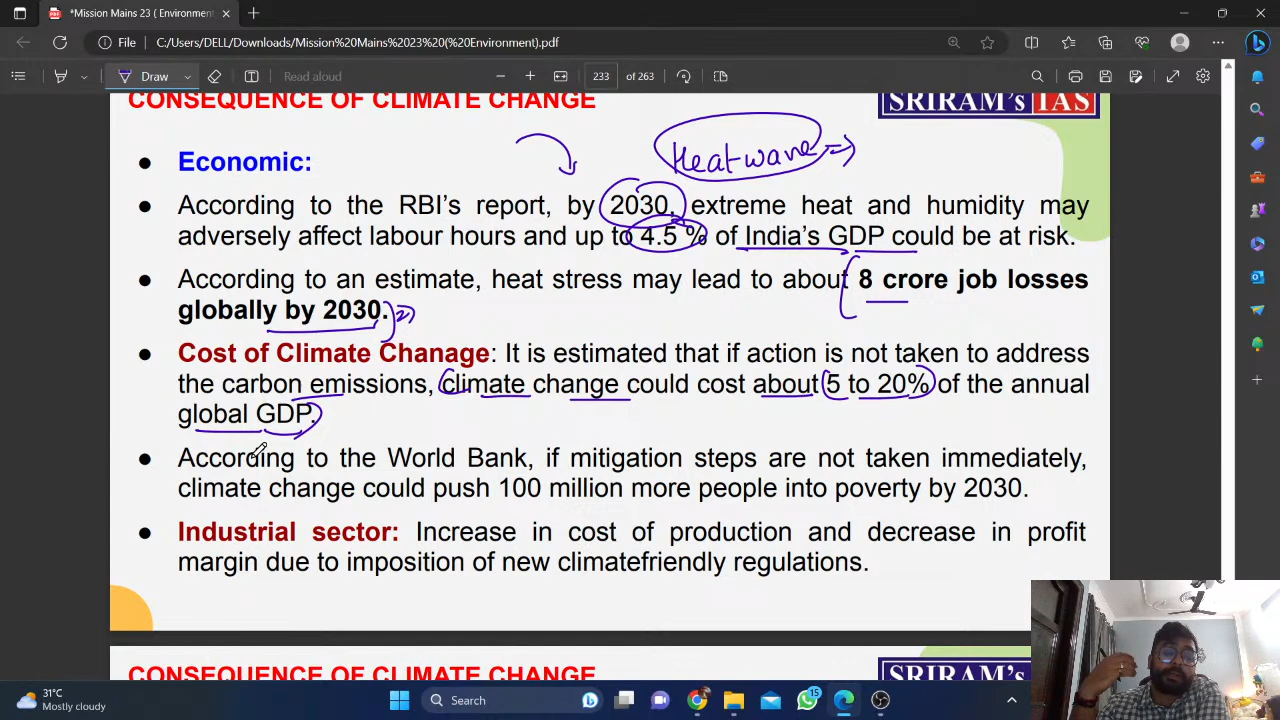 *Mission Mains 23 ( Environment
File
C:/Users/DELL/Downloads/Mission%20Mains%2023%20(%20Environment).pdf
Draw
Read aloud
233 of 263
CONSEQUENCE OF CLIMATE CHANGE
SRIRAM's IAS
Heatwave =>
● Economic:
● According to the RBI's report, by 2030, extreme heat and humidity may
adversely affect labour hours and up to 4.5 % of India's GDP could be at risk.
● According to an estimate, heat stress may lead to about 8 crore job losses
globally by 2030.
● Cost of Climate Chanage: It is estimated that if action is not taken to address
the carbon emissions, climate change could cost about 5 to 20% of the annual
global GDP.
● According to the World Bank, if mitigation steps are not taken immediately,
climate change could push 100 million more people into poverty by 2030.
● Industrial sector: Increase in cost of production and decrease in profit
margin due to imposition of new climatefriendly regulations.
CONSEQUENCE OF CLIMATE CHANGE
SRIRAM's IAS
31°C
Mostly cloudy
Search
15